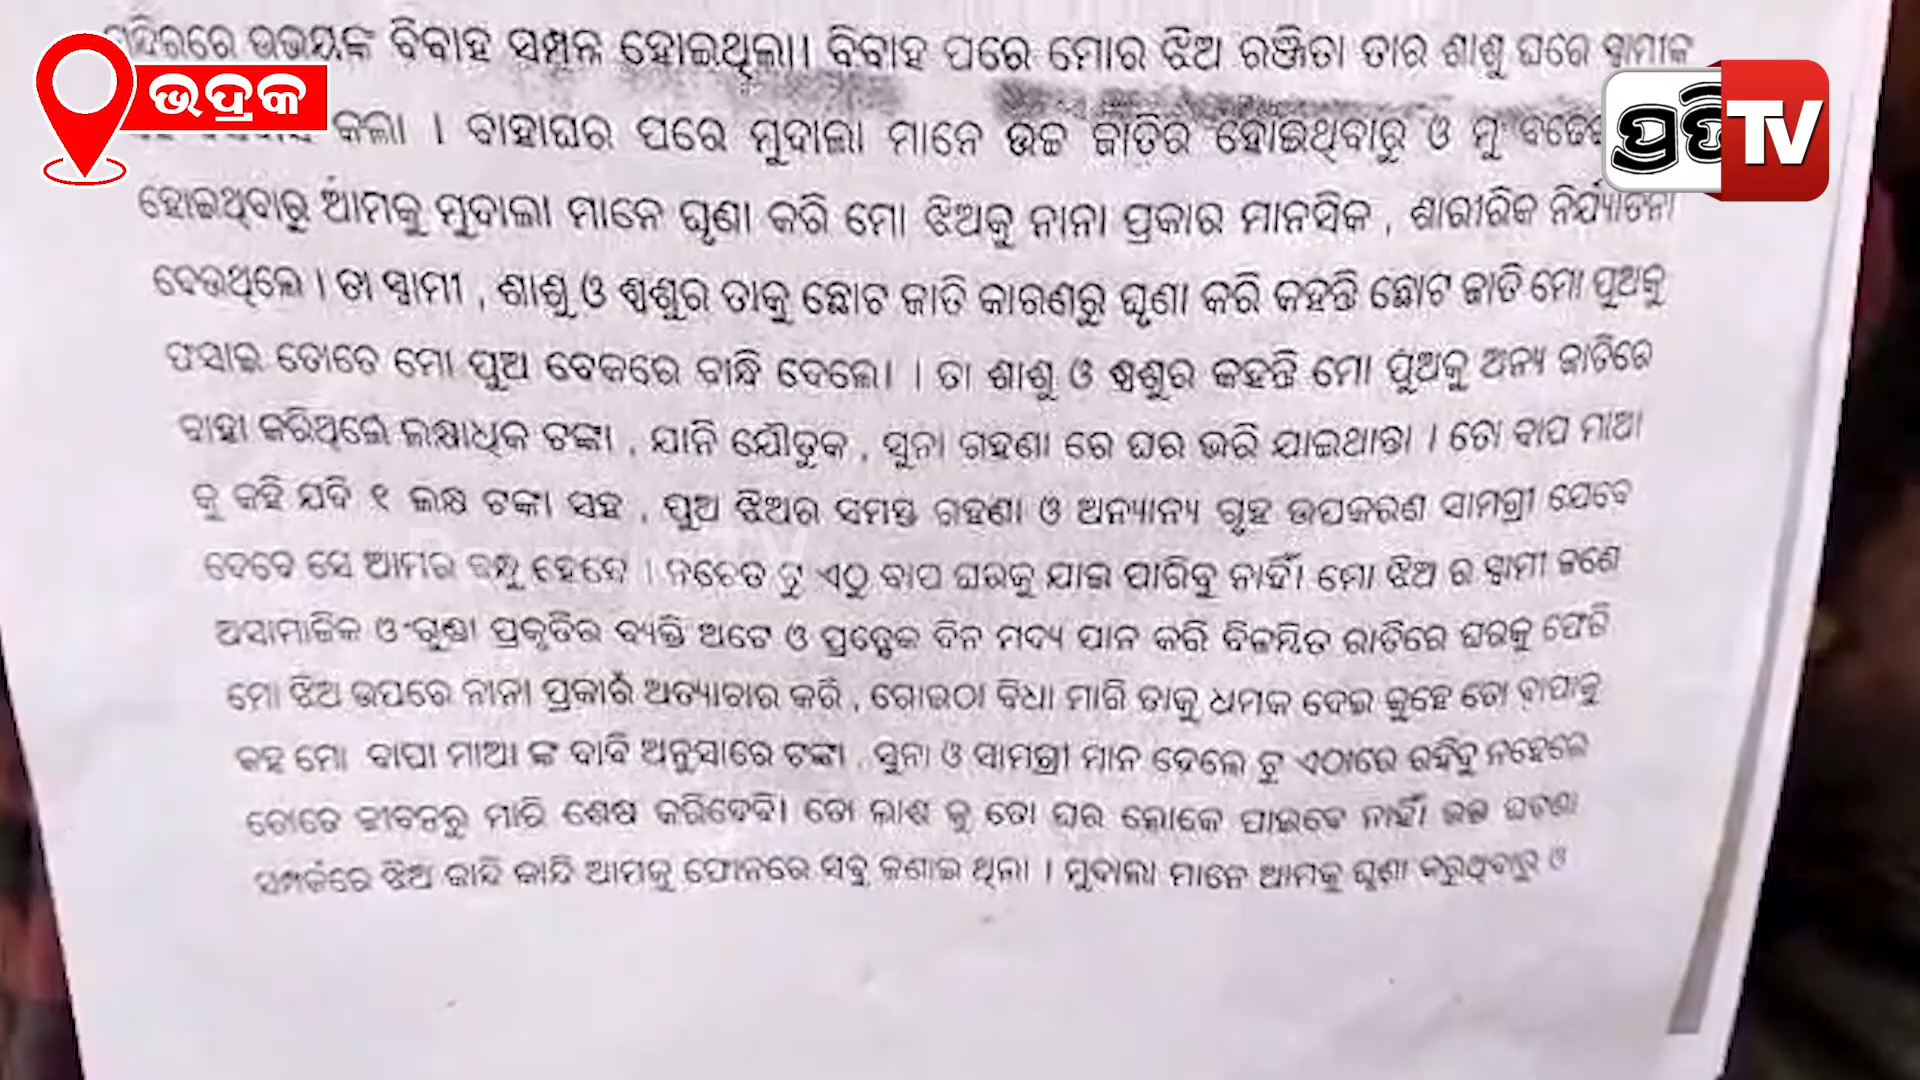 ଭଦ୍ରକ
TV
ଉଭୟଙ୍କ ବିବାହ ସମ୍ପନ୍ନ ହୋଇଥିଲା। ବିବାହ ପରେ ମୋର ଝିଅ ରଞ୍ଜିତା ତାର ଶାଶୁ ଘରେ ସ୍ୱାମୀଙ୍କ
କଲା । ବାହାଘର ପରେ ମୁଦାଲା ମାନେ ଉଚ୍ଚ ଜାତିର ହୋଇଥିବାରୁ ଓ ମୁଁ
ହୋଇଥିବାରୁ ଆମକୁ ମୁଦାଲା ମାନେ ଘୃଣା କରି ମୋ ଝିଅକୁ ନାନା ପ୍ରକାର ମାନସିକ , ଶାରୀରିକ ନିର୍ଯ୍ୟାତନା
ଦେଉଥିଲେ । ତା ସ୍ୱାମୀ , ଶାଶୁ ଓ ଶ୍ୱଶୁର ତାକୁ ଛୋଟ ଜାତି କାରଣରୁ ଘୃଣା କରି କହନ୍ତି ଛୋଟ ଜାତି ମୋ ପୁଅକୁ
ଫସାଇ ତୋତେ ମୋ ପୁଅ ବେକରେ ବାନ୍ଧି ଦେଲେ। । ତା ଶାଶୁ ଓ ଶ୍ୱଶୁର କହନ୍ତି ମୋ ପୁଅକୁ ଅନ୍ୟ ଜାତିରେ
ବାହା କରିଥିଲେ ଲକ୍ଷାଧିକ ଟଙ୍କା , ଯାନି ଯୌତୁକ , ସୁନା ଗହଣା ରେ ଘର ଭରି ଯାଇଥାନ୍ତା । ତୋ ବାପ ମାଆ
କୁ କହି ଯଦି ୧ ଲକ୍ଷ ଟଙ୍କା ସହ , ପୁଅ ଝିଅର ସମସ୍ତ ଗହଣା ଓ ଅନ୍ୟାନ୍ୟ ଗୃହ ଉପକରଣ ସାମଗ୍ରୀ ଯେବେ
ଦେବେ ସେ ଆମର ବନ୍ଧୁ ହେବେ । ନଚେତ ତୁ ଏଠୁ ବାପ ଘରକୁ ଯାଇ ପାରିବୁ ନାହିଁ। ମୋ ଝିଅ ର ସ୍ୱାମୀ ଜଣେ
ଅସାମାଜିକ ଓ ଗୁଣ୍ଡା ପ୍ରକୃତିର ବ୍ୟକ୍ତି ଅଟେ ଓ ପ୍ରତ୍ୟେକ ଦିନ ମଦ୍ୟ ପାନ କରି ବିଳମ୍ବିତ ରାତିରେ ଘରକୁ ଫେରି
ମୋ ଝିଅ ଉପରେ ନାନା ପ୍ରକାର ଅତ୍ୟାଚାର କରି , ଗୋଇଠା ବିଧା ମାରି ତାକୁ ଧମକ ଦେଇ କୁହେ ତୋ ବାପାକୁ
କହ ମୋ ବାପା ମାଆ ଙ୍କ ଦାବି ଅନୁସାରେ ଟଙ୍କା , ସୁନା ଓ ସାମଗ୍ରୀ ମାନ ଦେଲେ ତୁ ଏଠାରେ ରହିବୁ ନହେଲେ
ତୋତେ ଜୀବନରୁ ମାରି ଶେଷ କରିଦେବି। ତୋ ଲାଶ କୁ ତୋ ଘର ଲୋକେ ପାଇବେ ନାହିଁ। ଉକ୍ତ ଘଟଣା
ସମ୍ପର୍କରେ ଝିଅ କାନ୍ଦି କାନ୍ଦି ଆମକୁ ଫୋନରେ ସବୁ ଜଣାଇ ଥିଲା । ମୁଦାଲା ମାନେ ଆମକୁ ଘୃଣା କରୁଥିବାରୁ ଓ